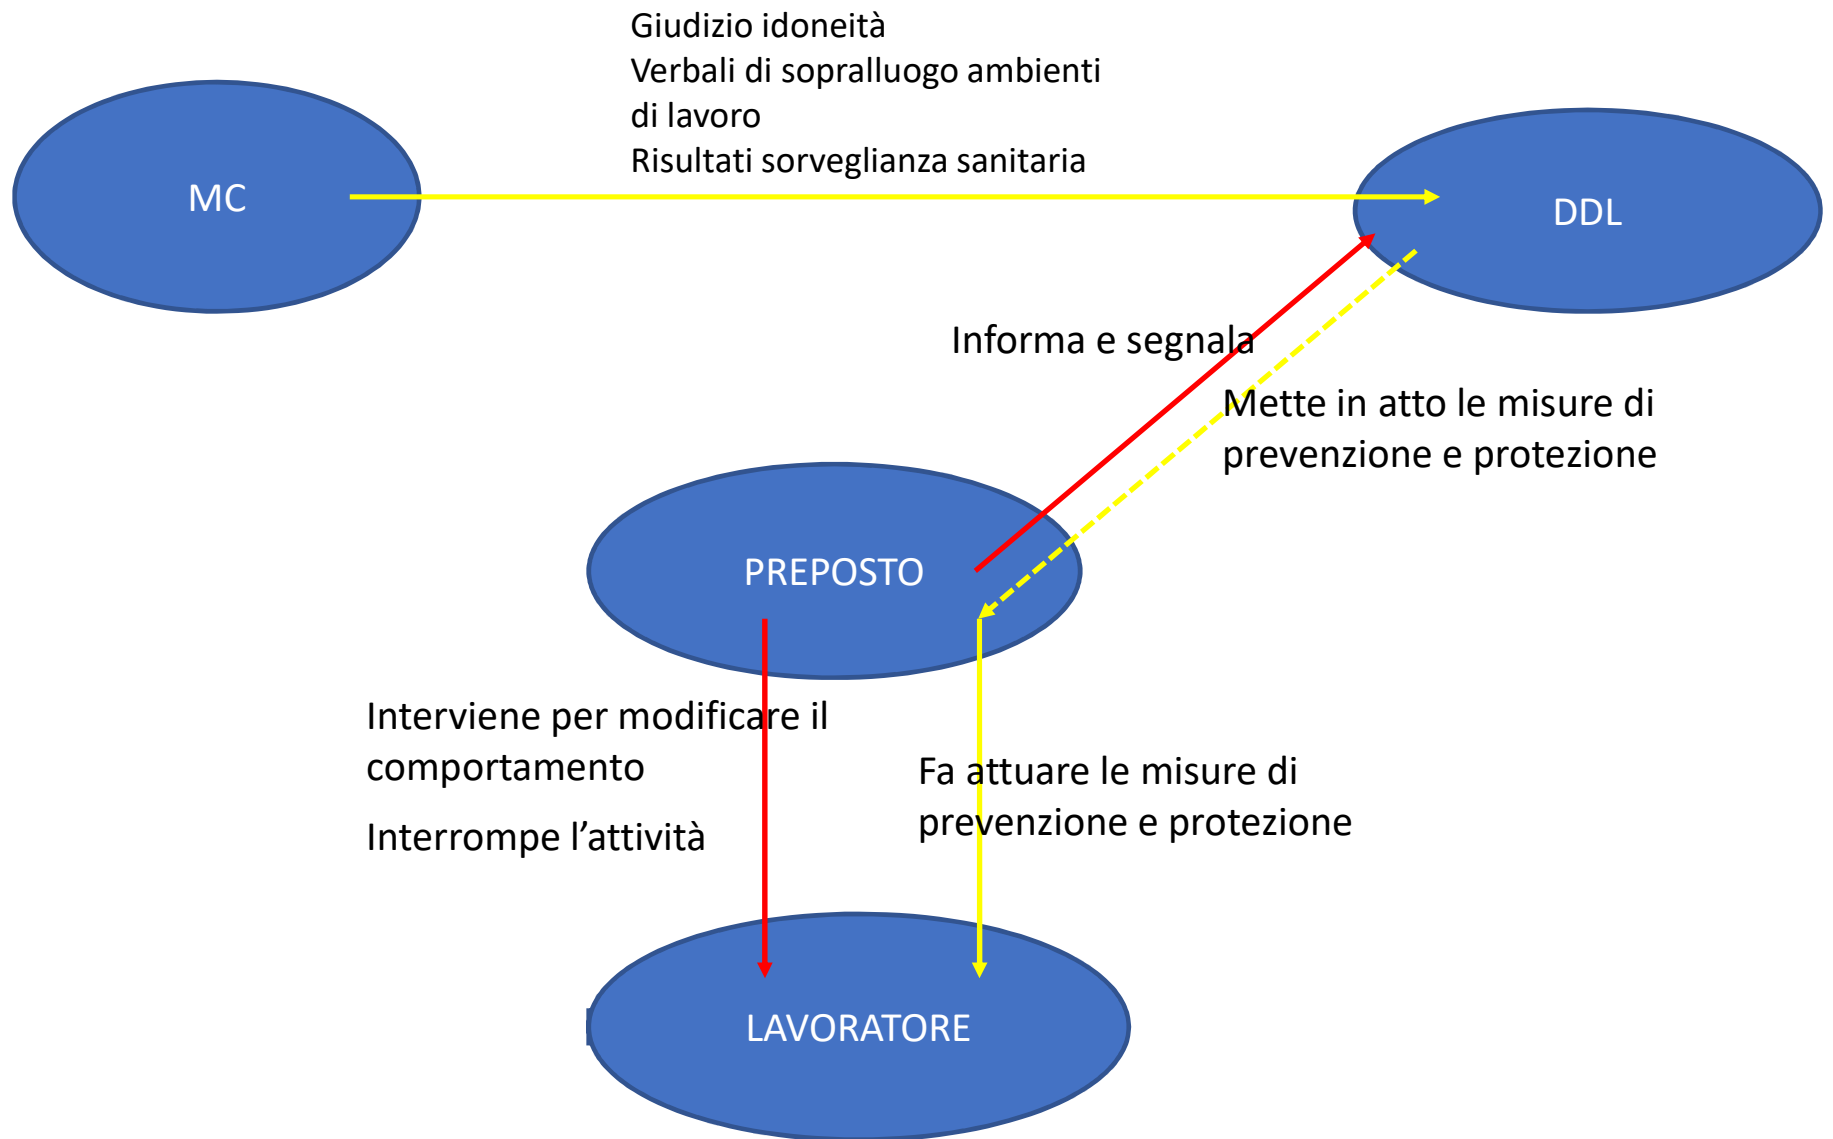 Giudizio idoneità
Verbali di sopralluogo ambienti
di lavoro
Risultati sorveglianza sanitaria
MC
DDL
Informa e segnala
Mette in atto le misure di
prevenzione e protezione
PREPOSTO
Interviene per modificare il
comportamento
Interrompe l’attività
Fa attuare le misure di
prevenzione e protezione
LAVORATORE